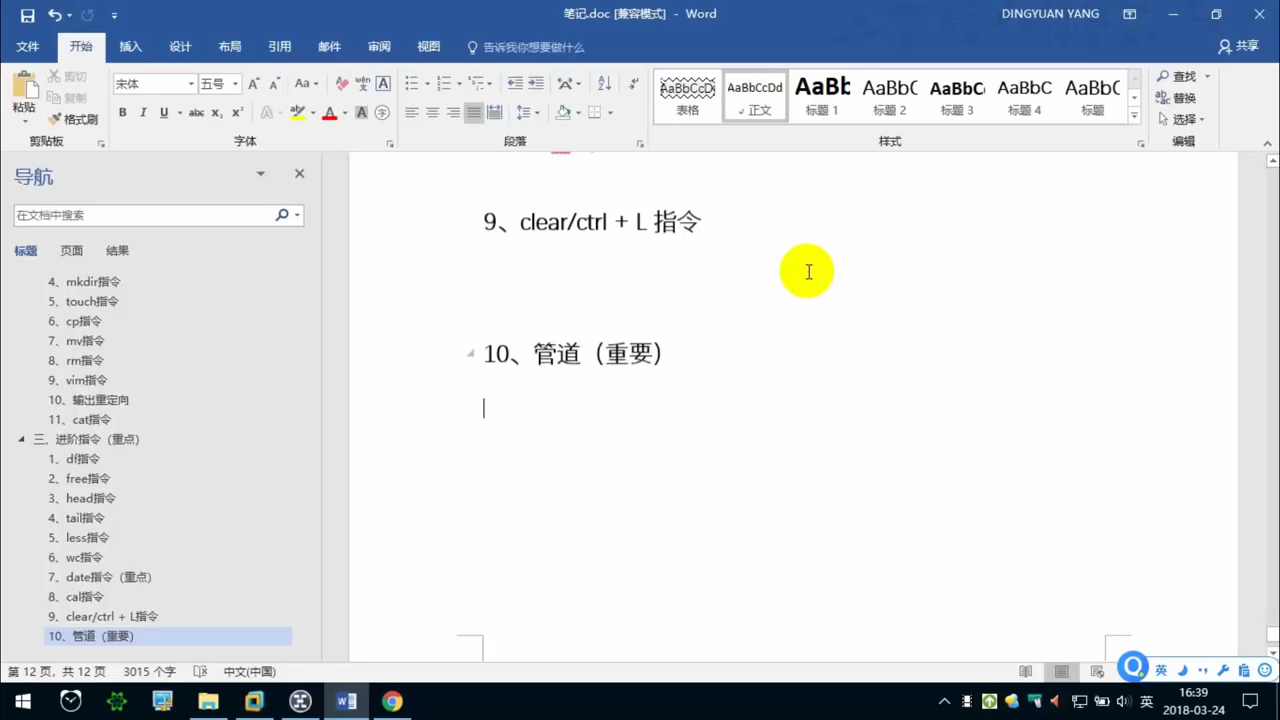 笔记.doc [兼容模式] - Word
DINGYUAN YANG
文件 开始 插入 设计 布局 引用 邮件 审阅 视图 告诉我你想要做什么 共享
粘贴
剪切
复制
格式刷
宋体 五号
表格
正文
标题 1
标题 2
标题 3
标题 4
标题
查找
替换
选择
剪贴板 字体 段落 样式 编辑
导航
在文档中搜索
标题 页面 结果
4、mkdir指令
5、touch指令
6、cp指令
7、mv指令
8、rm指令
9、vim指令
10、输出重定向
11、cat指令
三、进阶指令（重点）
1、df指令
2、free指令
3、head指令
4、tail指令
5、less指令
6、wc指令
7、date指令（重点）
8、cal指令
9、clear/ctrl + L指令
10、管道（重要）
9、clear/ctrl + L 指令
10、管道（重要）
第 12 页，共 12 页 3015 个字 中文(中国)
英
英
16:39
2018-03-24